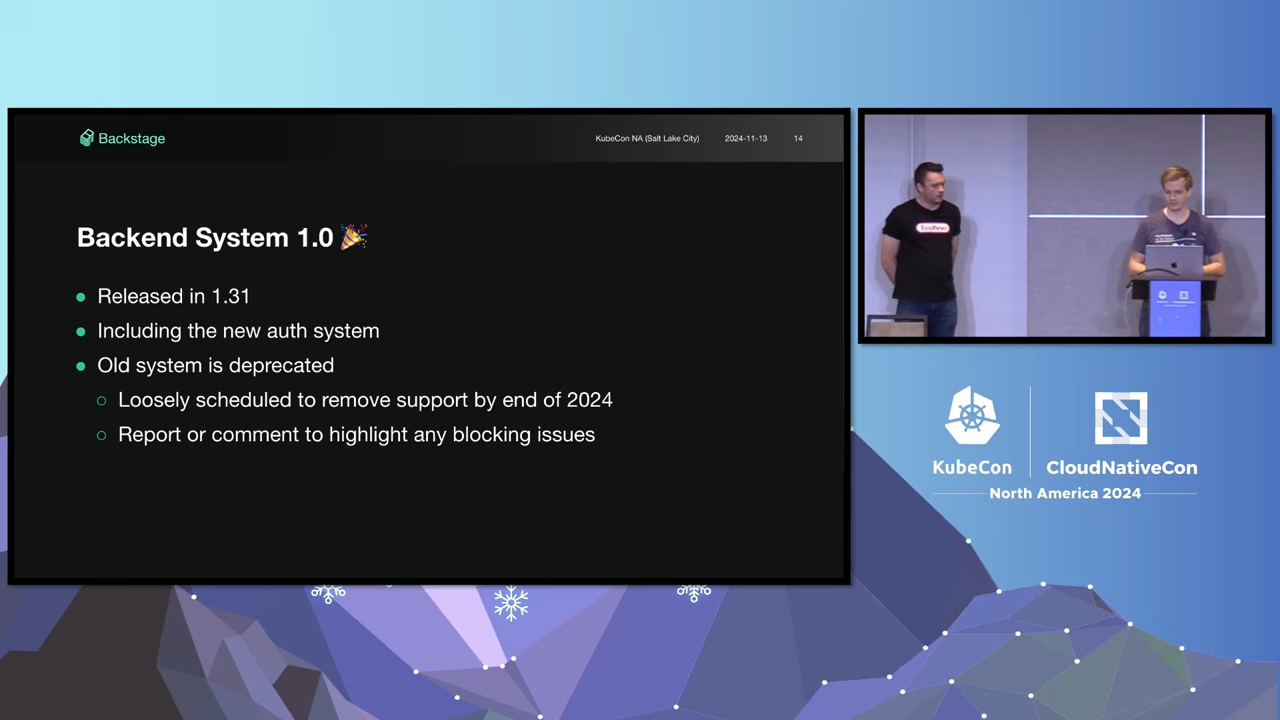 Backstage
KubeCon NA (Salt Lake City) 2024-11-13 14
Backend System 1.0
Released in 1.31
Including the new auth system
Old system is deprecated
Loosely scheduled to remove support by end of 2024
Report or comment to highlight any blocking issues
KubeCon
CloudNativeCon
North America 2024